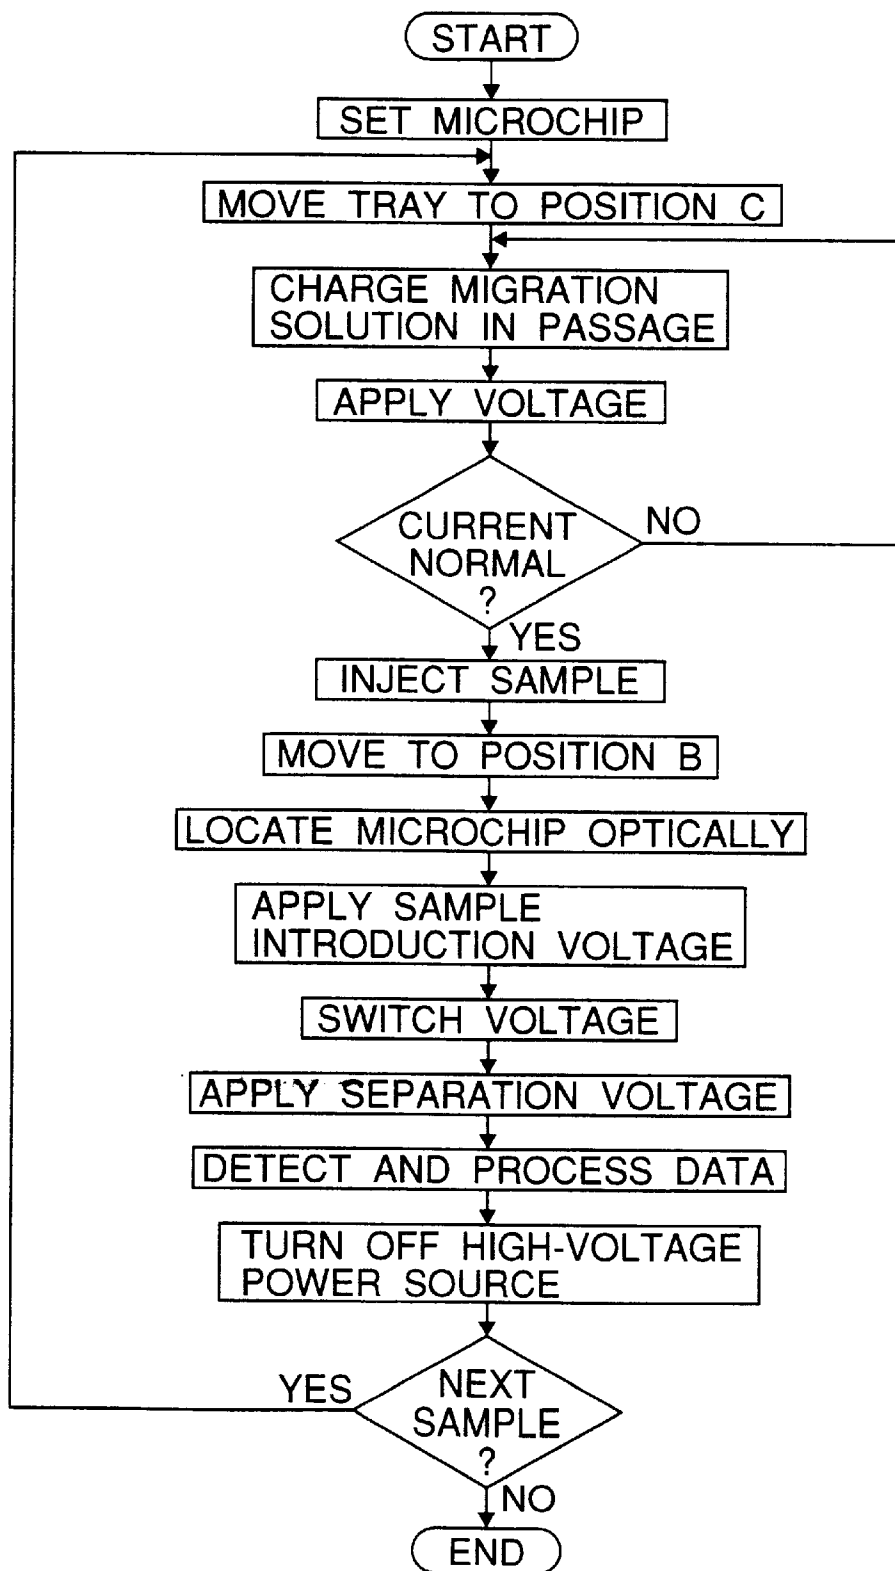 START
SET MICROCHIP
MOVE TRAY TO POSITION C
CHARGE MIGRATION
SOLUTION IN PASSAGE
APPLY VOLTAGE
CURRENT
NORMAL
?
NO
YES
INJECT SAMPLE
MOVE TO POSITION B
LOCATE MICROCHIP OPTICALLY
APPLY SAMPLE
INTRODUCTION VOLTAGE
SWITCH VOLTAGE
APPLY SEPARATION VOLTAGE
DETECT AND PROCESS DATA
TURN OFF HIGH-VOLTAGE
POWER SOURCE
YES
NEXT
SAMPLE
?
NO
END